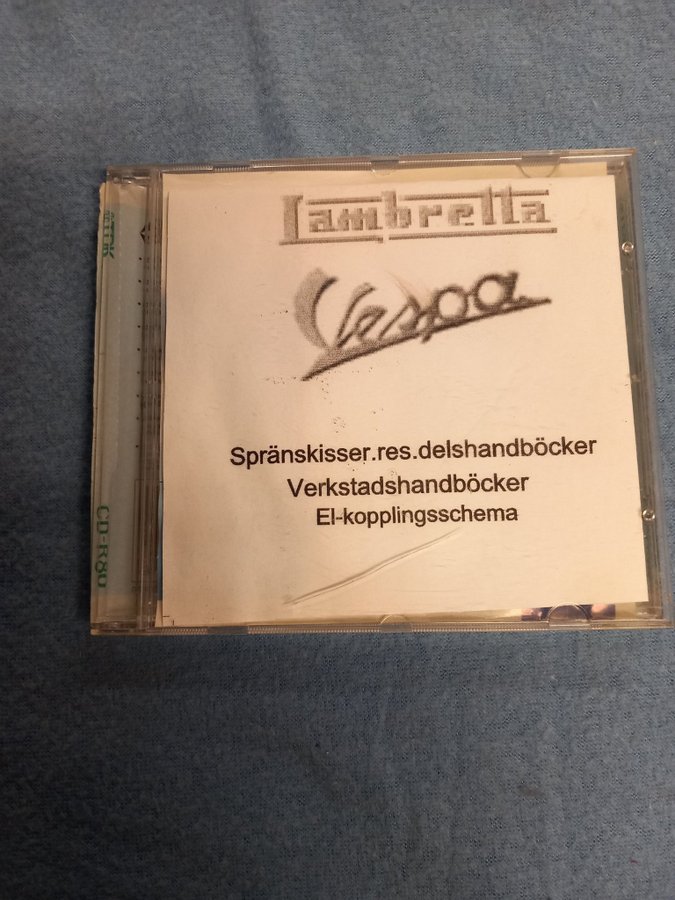 Lambretta
Vespa
Spränskisser.res.delshandböcker
Verkstadshandböcker
El-kopplingsschema
CD-R80